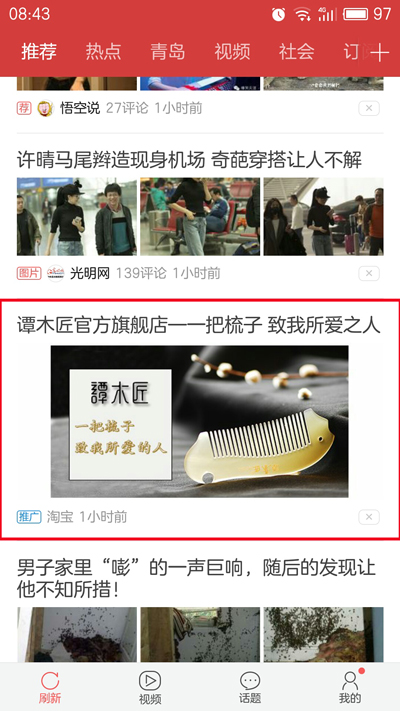 08:43
4G
97
推荐
热点
青岛
视频
社会
订
荐
悟空说
27评论
1小时前
许晴马尾辫造现身机场 奇葩穿搭让人不解
图片
光明网
139评论
1小时前
谭木匠官方旗舰店—一把梳子 致我所爱之人
譚木匠
一把梳子
致我所爱的人
推广
淘宝
1小时前
男子家里“嘭”的一声巨响，随后的发现让
他不知所措！
刷新
视频
话题
我的